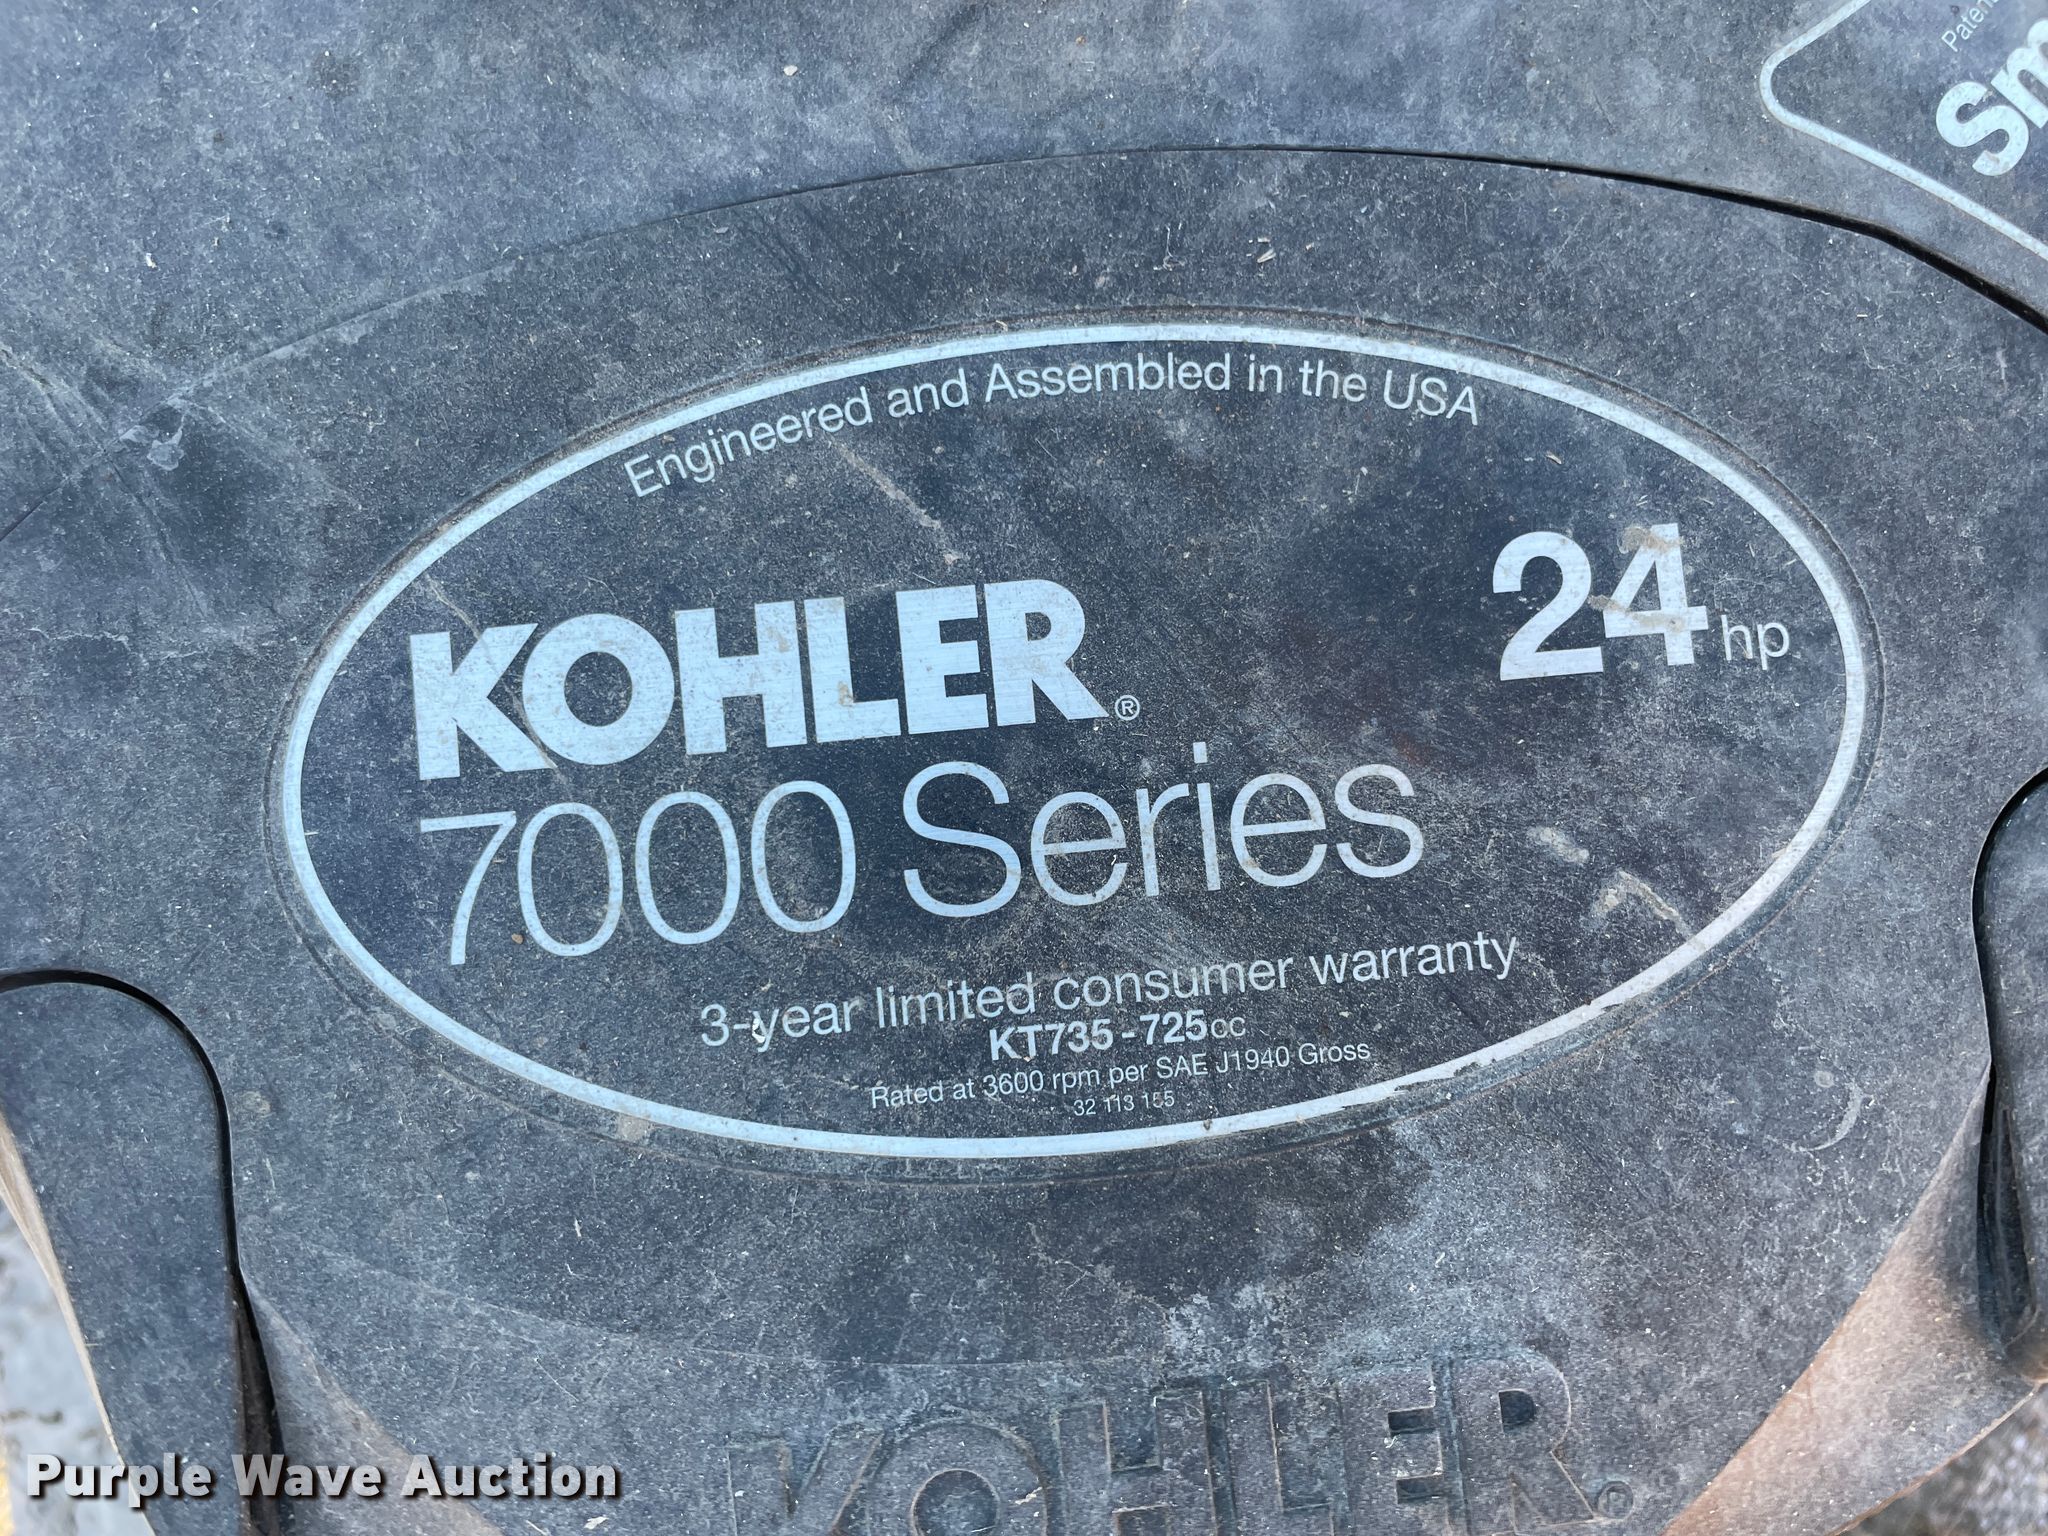 Engineered and Assembled in the USA
24 hp
KOHLER®
7000 Series
3-year limited consumer warranty
KT735 - 725cc
Rated at 3600 rpm per SAE J1940 Gross
32 113 155
KOHLER®
Purple Wave Auction